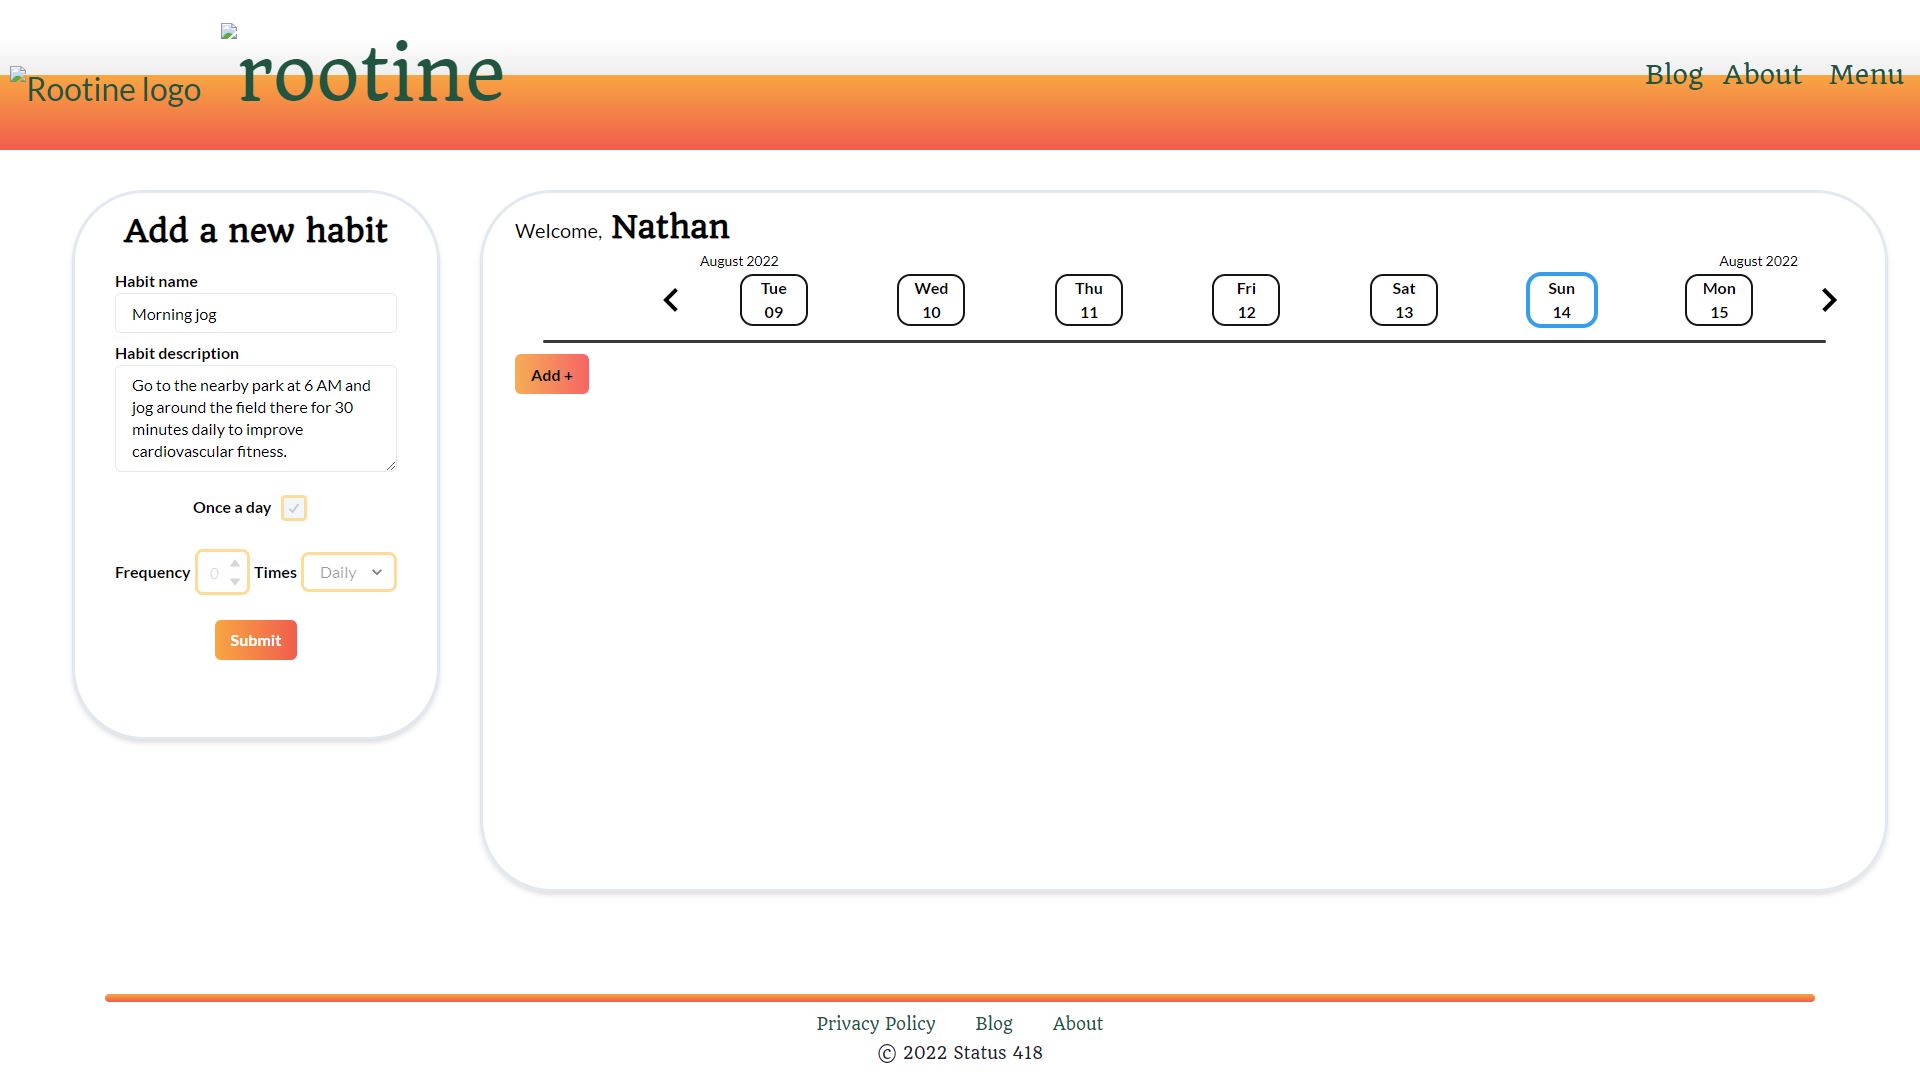 Rootine logo
rootine
Blog About Menu
Add a new habit
Habit name
Morning jog
Habit description
Go to the nearby park at 6 AM and
jog around the field there for 30
minutes daily to improve
cardiovascular fitness.
Once a day
Frequency 0 Times Daily
Submit
Welcome, Nathan
August 2022 August 2022
Tue Wed Thu Fri Sat Sun Mon
09 10 11 12 13 14 15
Add +
Privacy Policy Blog About
© 2022 Status 418